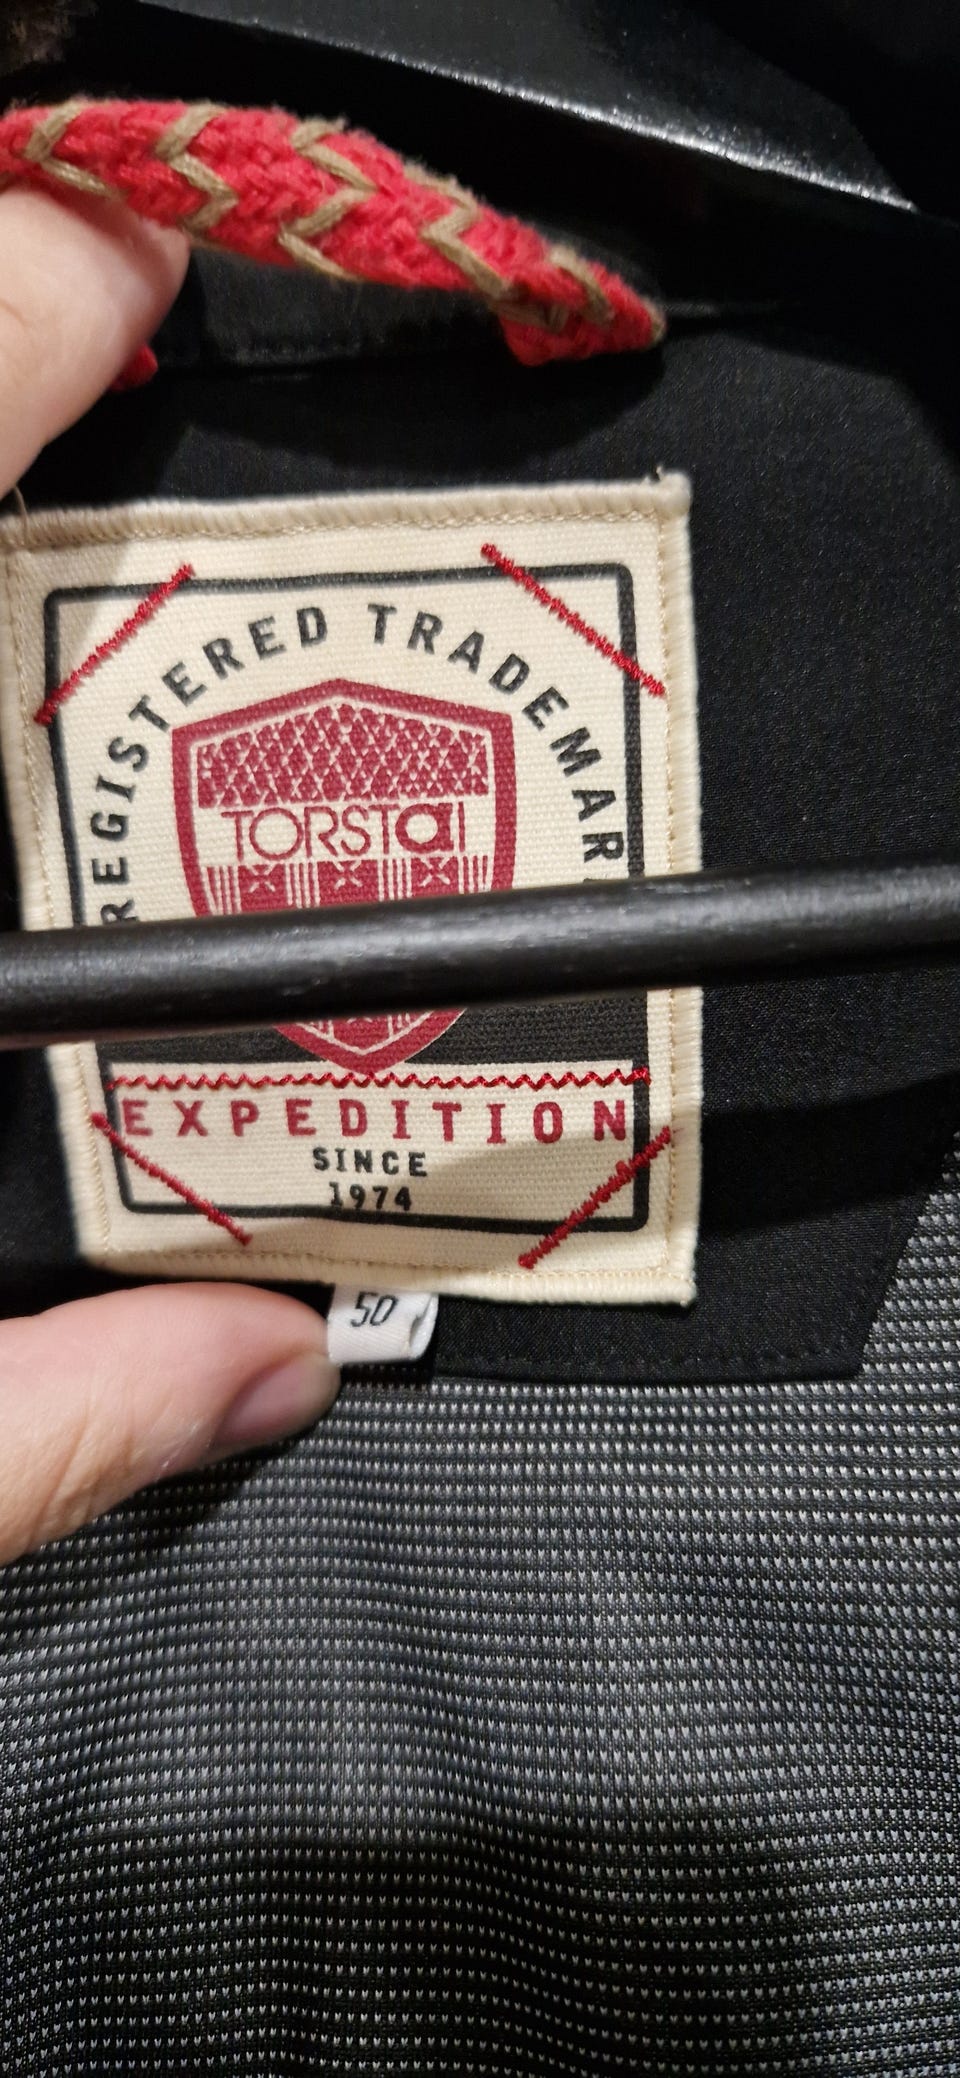 REGISTERED TRADEMAR
TORSTaI
EXPEDITION
SINCE
1974
50